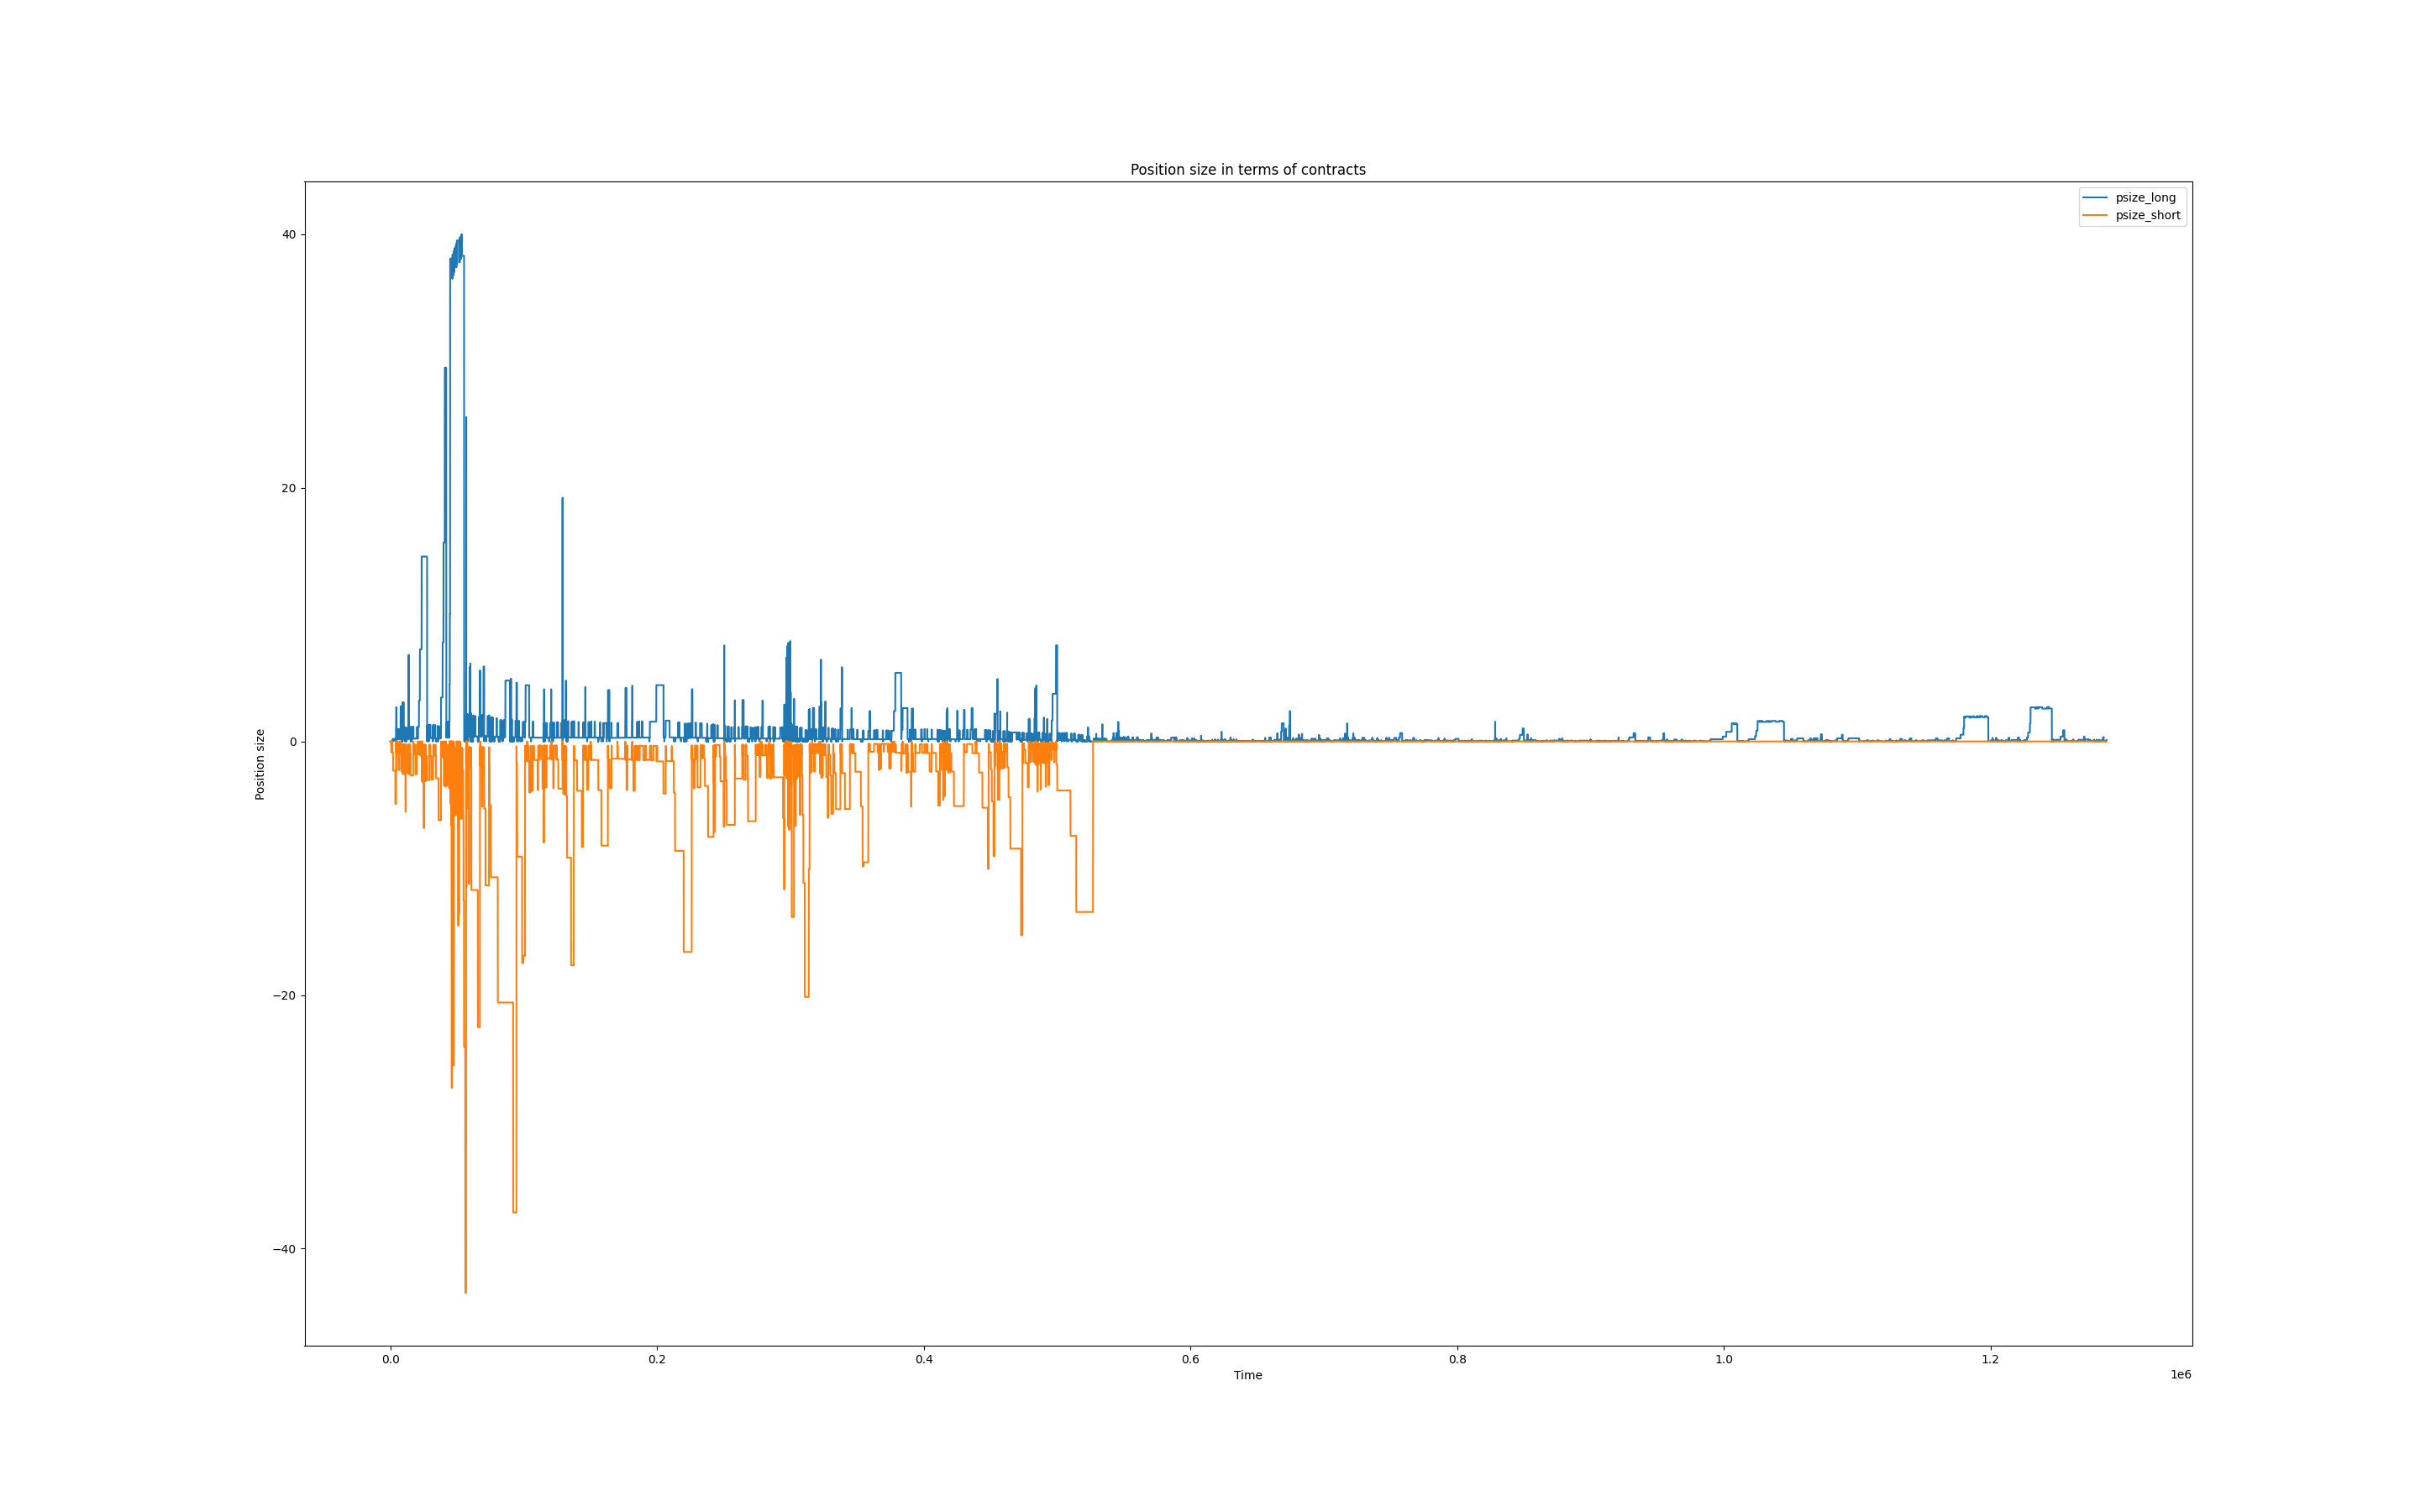 Position size in terms of contracts
psize_long
psize_short
40
20
0
−20
−40
Position size
0.0 0.2 0.4 0.6 0.8 1.0 1.2
Time
1e6